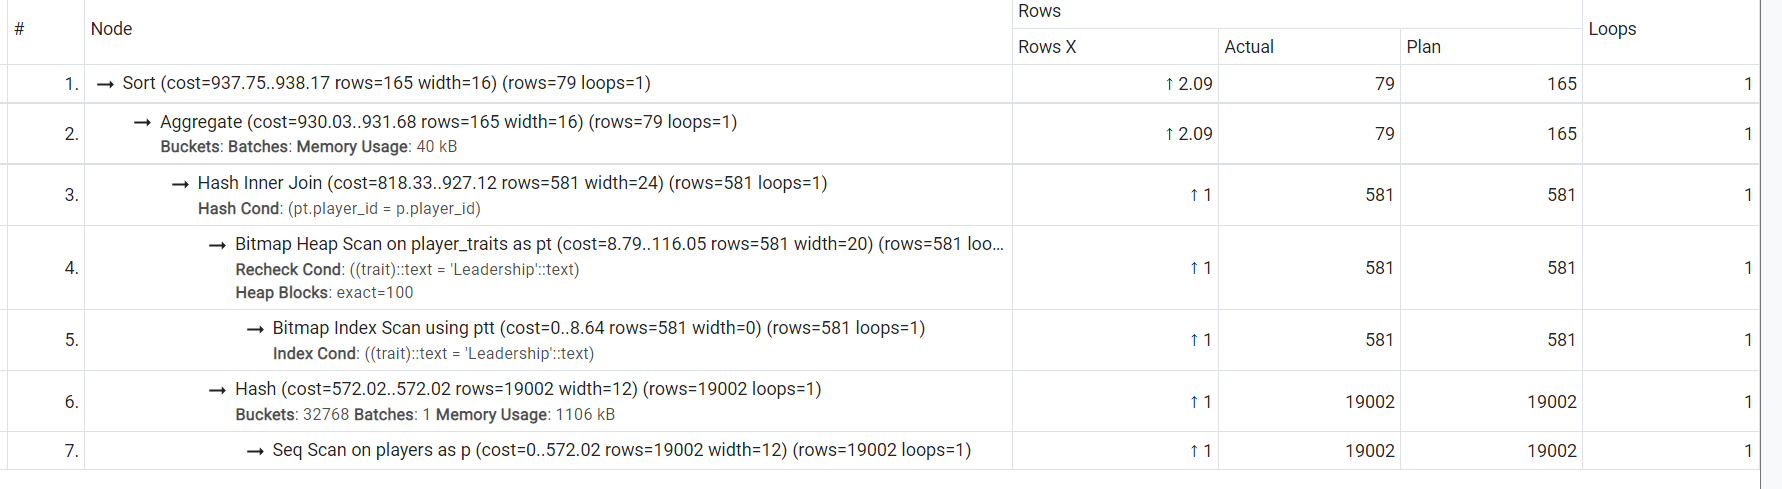 # Node Rows Loops
Rows X Actual Plan
1. → Sort (cost=937.75..938.17 rows=165 width=16) (rows=79 loops=1) ↑ 2.09 79 165 1
2. → Aggregate (cost=930.03..931.68 rows=165 width=16) (rows=79 loops=1) ↑ 2.09 79 165 1
Buckets: Batches: Memory Usage: 40 kB
3. → Hash Inner Join (cost=818.33..927.12 rows=581 width=24) (rows=581 loops=1) ↑ 1 581 581 1
Hash Cond: (pt.player_id = p.player_id)
4. → Bitmap Heap Scan on player_traits as pt (cost=8.79..116.05 rows=581 width=20) (rows=581 loo... ↑ 1 581 581 1
Recheck Cond: ((trait)::text = 'Leadership'::text)
Heap Blocks: exact=100
5. → Bitmap Index Scan using ptt (cost=0..8.64 rows=581 width=0) (rows=581 loops=1) ↑ 1 581 581 1
Index Cond: ((trait)::text = 'Leadership'::text)
6. → Hash (cost=572.02..572.02 rows=19002 width=12) (rows=19002 loops=1) ↑ 1 19002 19002 1
Buckets: 32768 Batches: 1 Memory Usage: 1106 kB
7. → Seq Scan on players as p (cost=0..572.02 rows=19002 width=12) (rows=19002 loops=1) ↑ 1 19002 19002 1